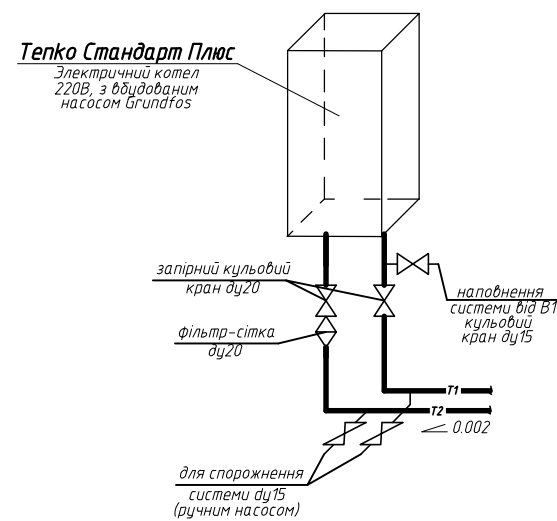 Тепко Стандарт Плюс
Электричний котел
220В, з вбудованим
насосом Grundfos
запірний кульовий
кран ду20
фільтр-сітка
ду20
наповнення
системи від В1
кульовий
кран ду15
Т1
Т2
0.002
для спорожнення
системи dy15
(ручним насосом)